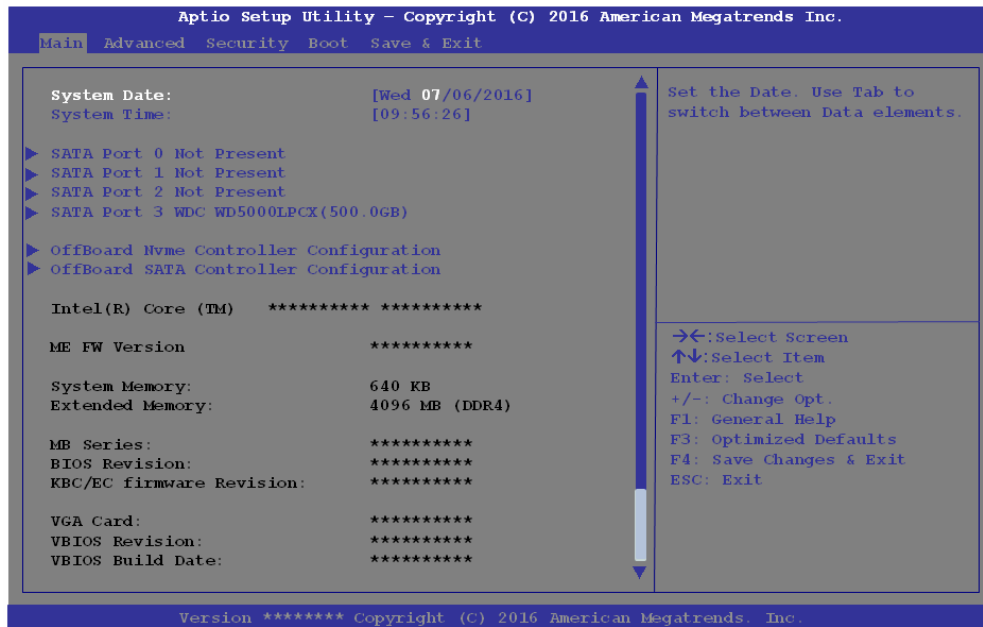 Aptio Setup Utility – Copyright (C) 2016 American Megatrends Inc.
Main Advanced Security Boot Save & Exit
System Date: [Wed 07/06/2016]
System Time: [09:56:26]
SATA Port 0 Not Present
SATA Port 1 Not Present
SATA Port 2 Not Present
SATA Port 3 WDC WD5000LPCX(500.0GB)
OffBoard Nvme Controller Configuration
OffBoard SATA Controller Configuration
Intel(R) Core (TM) ********** **********
ME FW Version **********
System Memory: 640 KB
Extended Memory: 4096 MB (DDR4)
MB Series: **********
BIOS Revision: **********
KBC/EC firmware Revision: **********
VGA Card: **********
VBIOS Revision: **********
VBIOS Build Date: **********
Set the Date. Use Tab to
switch between Data elements.
→←:Select Screen
↑↓:Select Item
Enter: Select
+/-: Change Opt.
F1: General Help
F3: Optimized Defaults
F4: Save Changes & Exit
ESC: Exit
Version ******** Copyright (C) 2016 American Megatrends. Inc.